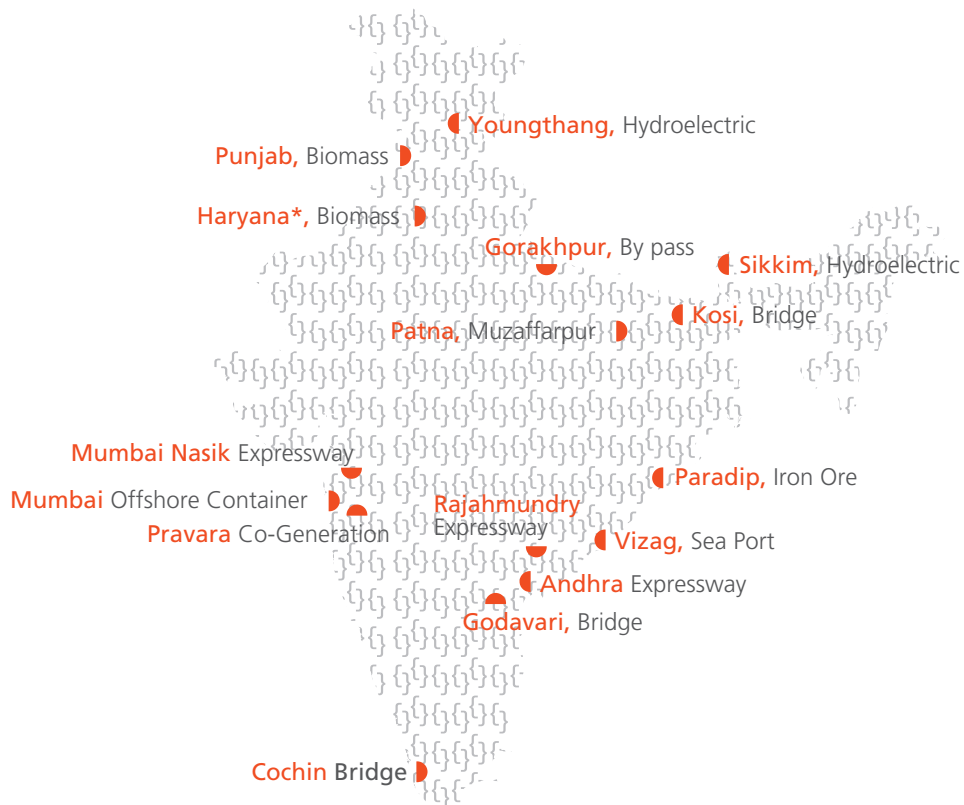 Youngthang, Hydroelectric
Punjab, Biomass
Haryana*, Biomass
Gorakhpur, By pass
Sikkim, Hydroelectric
Kosi, Bridge
Patna, Muzaffarpur
Mumbai Nasik Expressway
Paradip, Iron Ore
Mumbai Offshore Container
Rajahmundry
Expressway
Pravara Co-Generation
Vizag, Sea Port
Andhra Expressway
Godavari, Bridge
Cochin Bridge